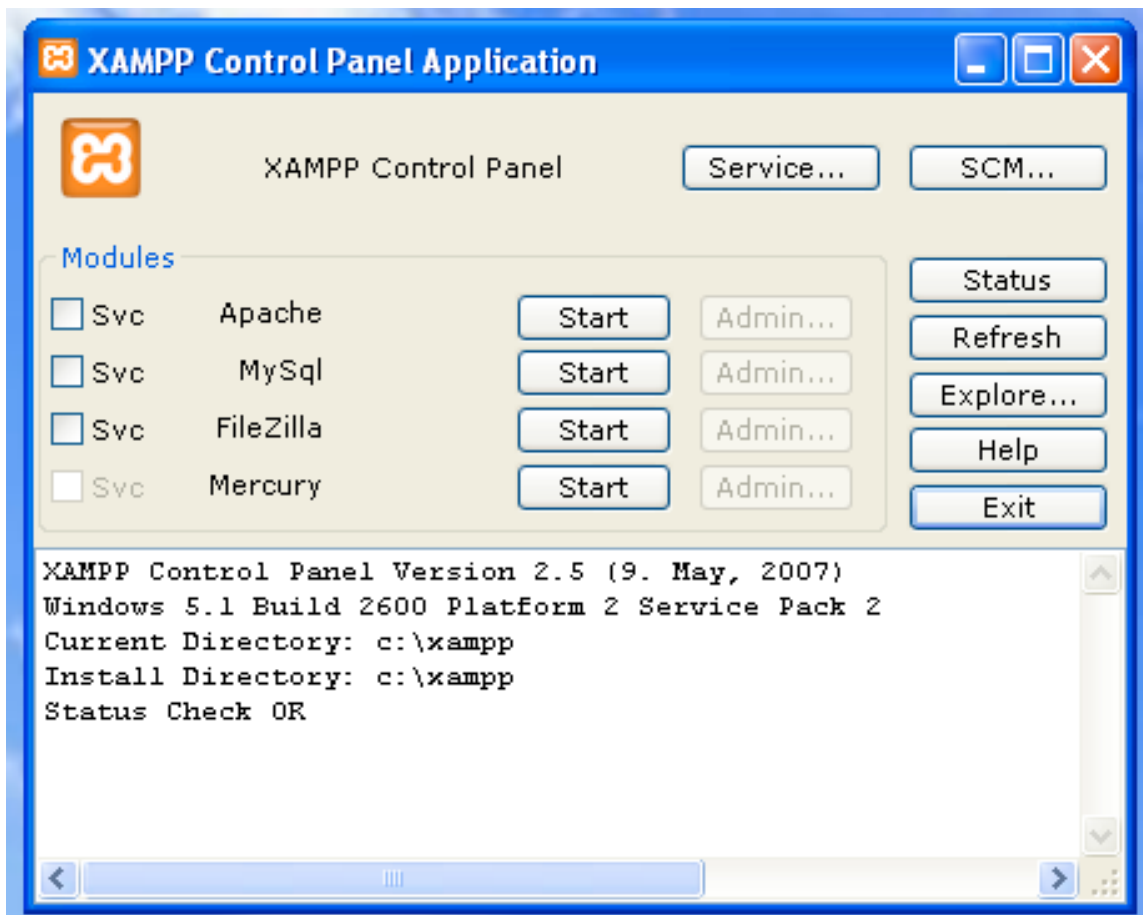 XAMPP Control Panel Application
XAMPP Control Panel Service... SCM...
Modules
Status
Svc Apache Start Admin...
Refresh
Svc MySql Start Admin...
Explore...
Svc FileZilla Start Admin...
Help
Svc Mercury Start Admin...
Exit
XAMPP Control Panel Version 2.5 (9. May, 2007)
Windows 5.1 Build 2600 Platform 2 Service Pack 2
Current Directory: c:\xampp
Install Directory: c:\xampp
Status Check OK